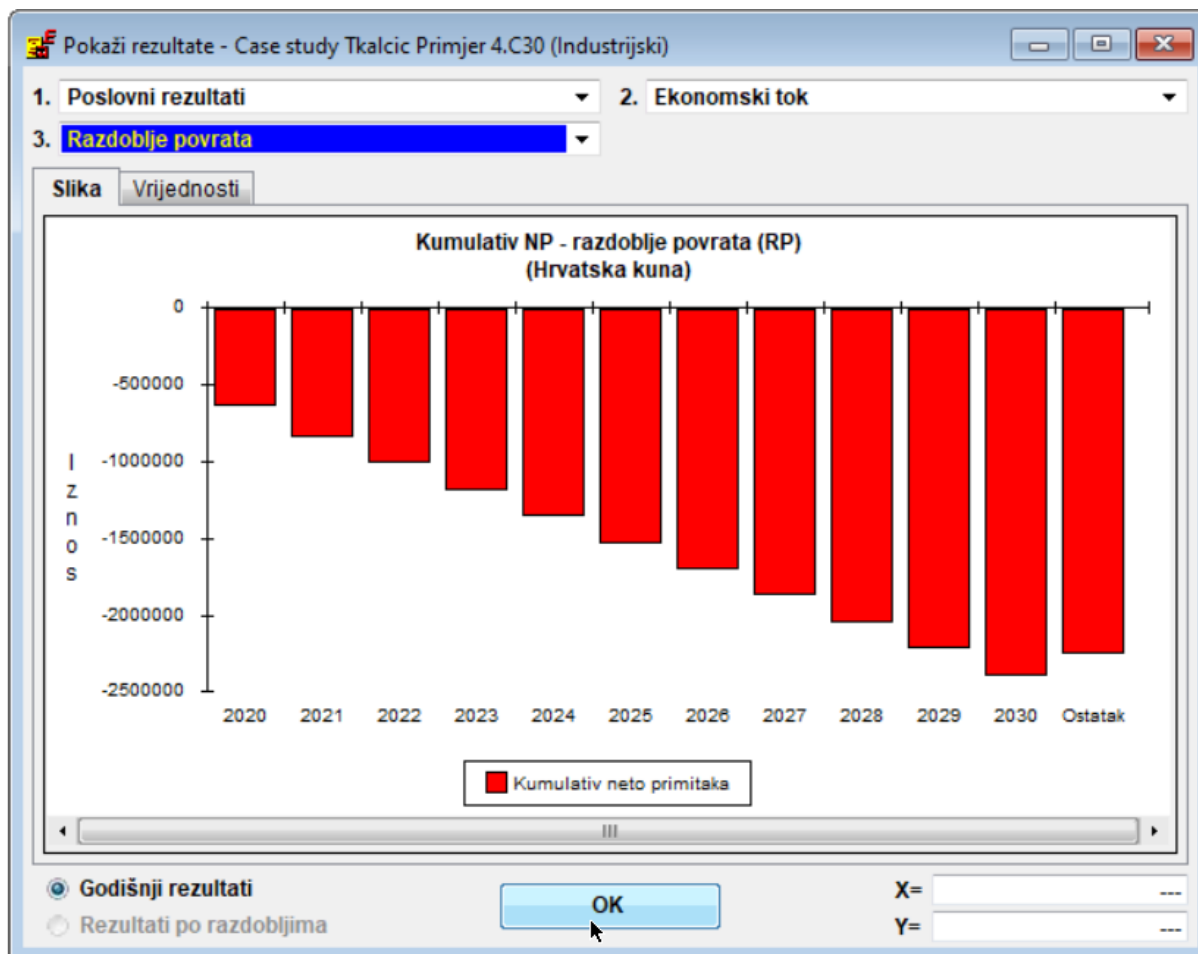 Pokaži rezultate - Case study Tkalcic Primjer 4.C30 (Industrijski)
1. Poslovni rezultati
2. Ekonomski tok
3. Razdoblje povrata
Slika
Vrijednosti
Kumulativ NP - razdoblje povrata (RP)
(Hrvatska kuna)
Iznos
0
-500000
-1000000
-1500000
-2000000
-2500000
2020 2021 2022 2023 2024 2025 2026 2027 2028 2029 2030 Ostatak
Kumulativ neto primitaka
Godišnji rezultati
Rezultati po razdobljima
OK
X= ---
Y= ---